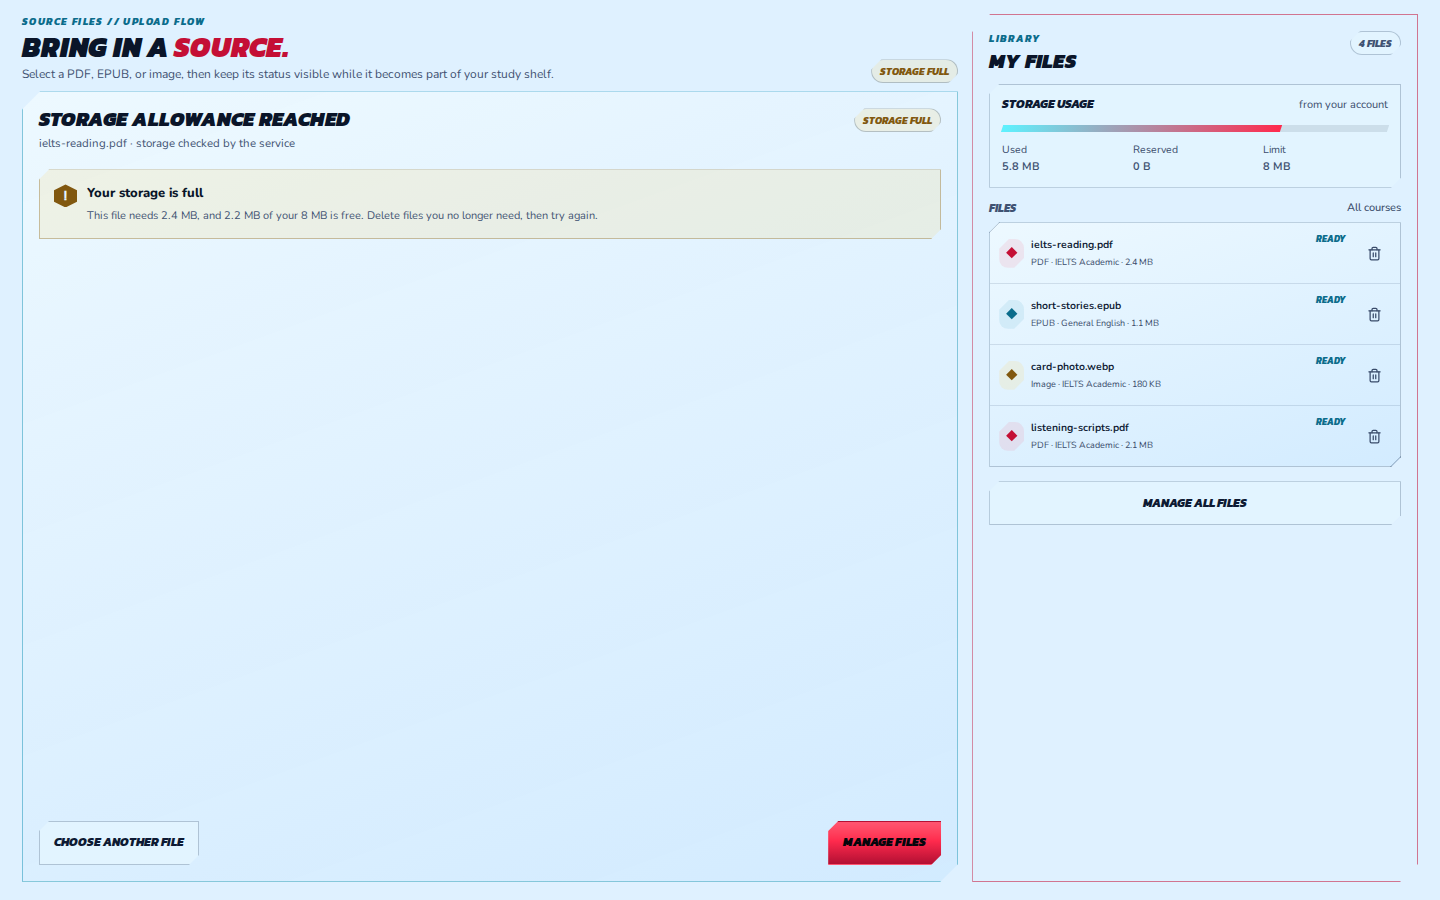 SOURCE FILES // UPLOAD FLOW
BRING IN A SOURCE.
Select a PDF, EPUB, or image, then keep its status visible while it becomes part of your study shelf.
STORAGE FULL
STORAGE ALLOWANCE REACHED
ielts-reading.pdf · storage checked by the service
STORAGE FULL
!
Your storage is full
This file needs 2.4 MB, and 2.2 MB of your 8 MB is free. Delete files you no longer need, then try again.
CHOOSE ANOTHER FILE
MANAGE FILES
LIBRARY
MY FILES
4 FILES
STORAGE USAGE
from your account
Used
Reserved
Limit
5.8 MB
0 B
8 MB
FILES
All courses
ielts-reading.pdf
PDF · IELTS Academic · 2.4 MB
READY
short-stories.epub
EPUB · General English · 1.1 MB
READY
card-photo.webp
Image · IELTS Academic · 180 KB
READY
listening-scripts.pdf
PDF · IELTS Academic · 2.1 MB
READY
MANAGE ALL FILES